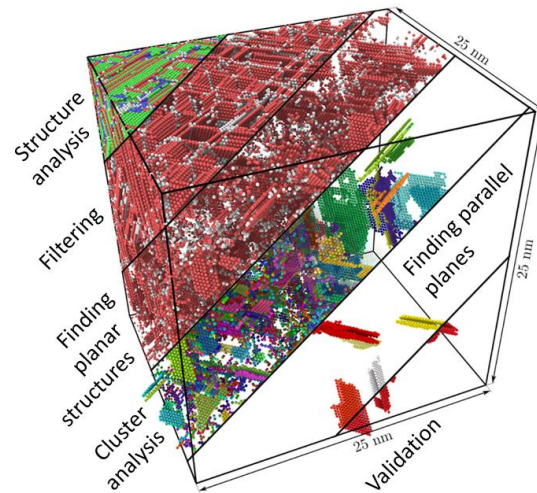 25 nm
Structure
analysis
Filtering
Finding
planar
structures
Cluster
analysis
Finding parallel
planes
25 nm
25 nm
Validation